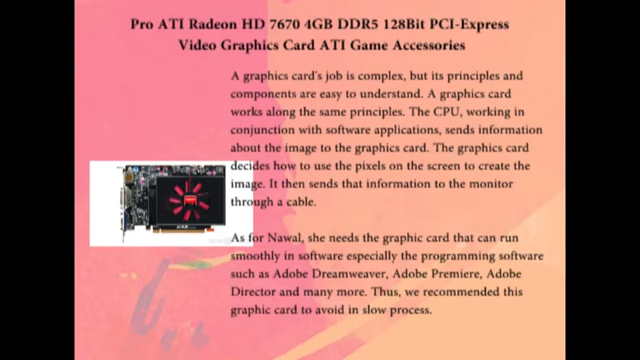 Pro ATI Radeon HD 7670 4GB DDR5 128Bit PCI-Express
Video Graphics Card ATI Game Accessories
A graphics card's job is complex, but its principles and
components are easy to understand. A graphics card
works along the same principles. The CPU, working in
conjunction with software applications, sends information
about the image to the graphics card. The graphics card
decides how to use the pixels on the screen to create the
image. It then sends that information to the monitor
through a cable.
As for Nawal, she needs the graphic card that can run
smoothly in software especially the programming software
such as Adobe Dreamweaver, Adobe Premiere, Adobe
Director and many more. Thus, we recommended this
graphic card to avoid in slow process.